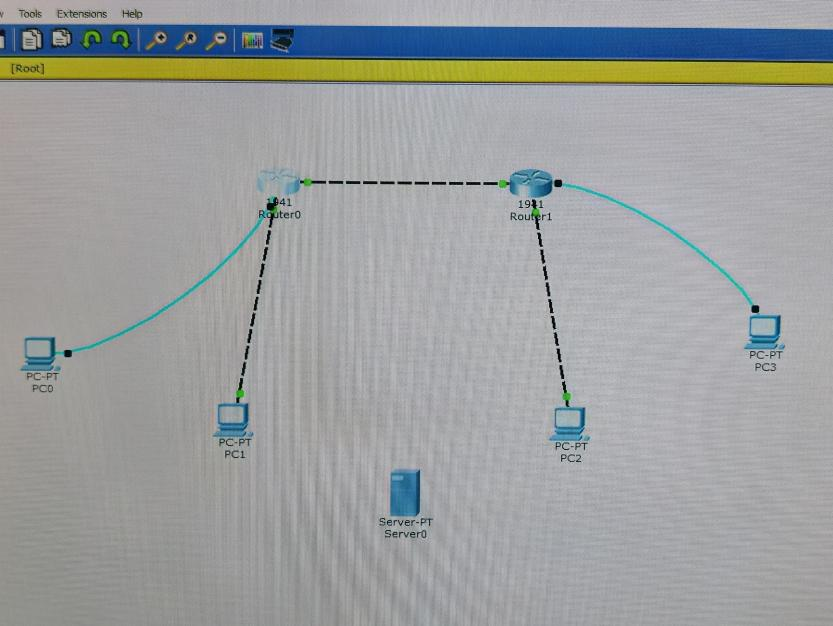 Tools Extensions Help
[Root]
1941
Router0
1941
Router1
PC-PT
PC0
PC-PT
PC3
PC-PT
PC1
PC-PT
PC2
Server-PT
Server0